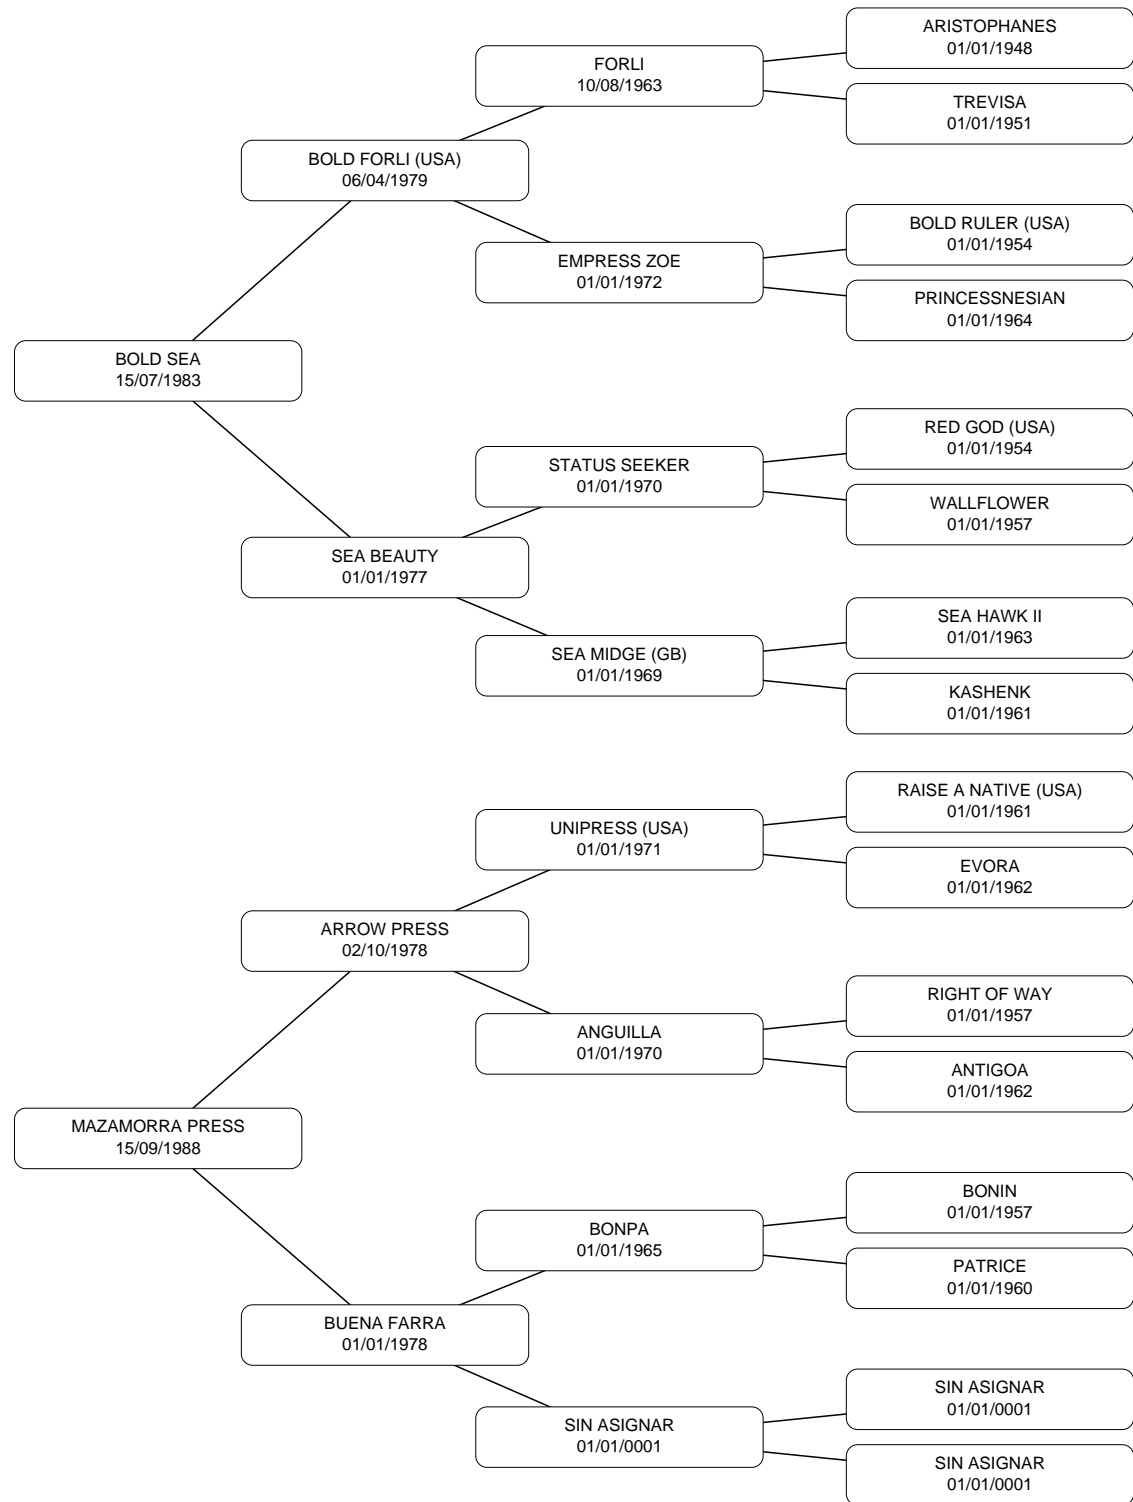 ARISTOPHANES
01/01/1948
FORLI
10/08/1963
TREVISA
01/01/1951
BOLD FORLI (USA)
06/04/1979
BOLD RULER (USA)
01/01/1954
EMPRESS ZOE
01/01/1972
PRINCESSNESIAN
01/01/1964
BOLD SEA
15/07/1983
RED GOD (USA)
01/01/1954
STATUS SEEKER
01/01/1970
WALLFLOWER
01/01/1957
SEA BEAUTY
01/01/1977
SEA HAWK II
01/01/1963
SEA MIDGE (GB)
01/01/1969
KASHENK
01/01/1961
RAISE A NATIVE (USA)
01/01/1961
UNIPRESS (USA)
01/01/1971
EVORA
01/01/1962
ARROW PRESS
02/10/1978
RIGHT OF WAY
01/01/1957
ANGUILLA
01/01/1970
ANTIGOA
01/01/1962
MAZAMORRA PRESS
15/09/1988
BONIN
01/01/1957
BONPA
01/01/1965
PATRICE
01/01/1960
BUENA FARRA
01/01/1978
SIN ASIGNAR
01/01/0001
SIN ASIGNAR
01/01/0001
SIN ASIGNAR
01/01/0001